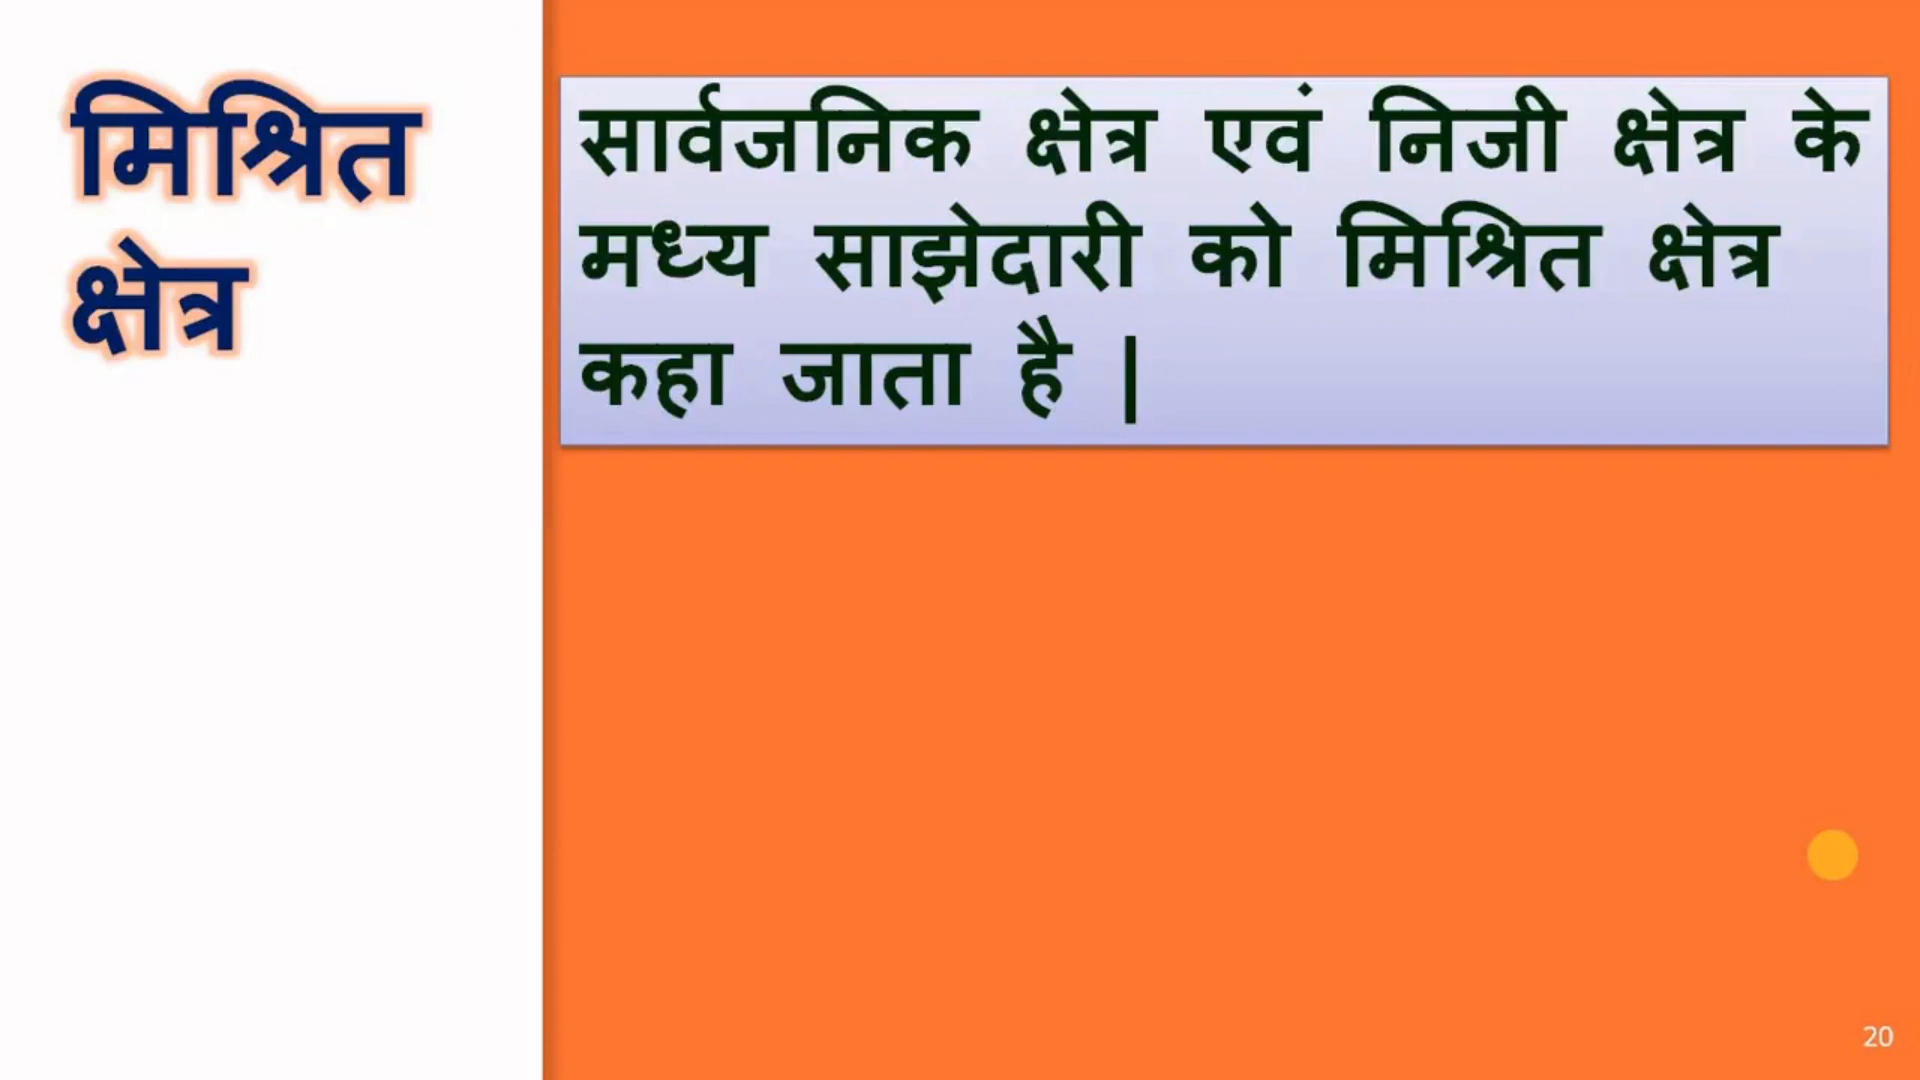 मिश्रित
क्षेत्र
सार्वजनिक क्षेत्र एवं निजी क्षेत्र के
मध्य साझेदारी को मिश्रित क्षेत्र
कहा जाता है |
20